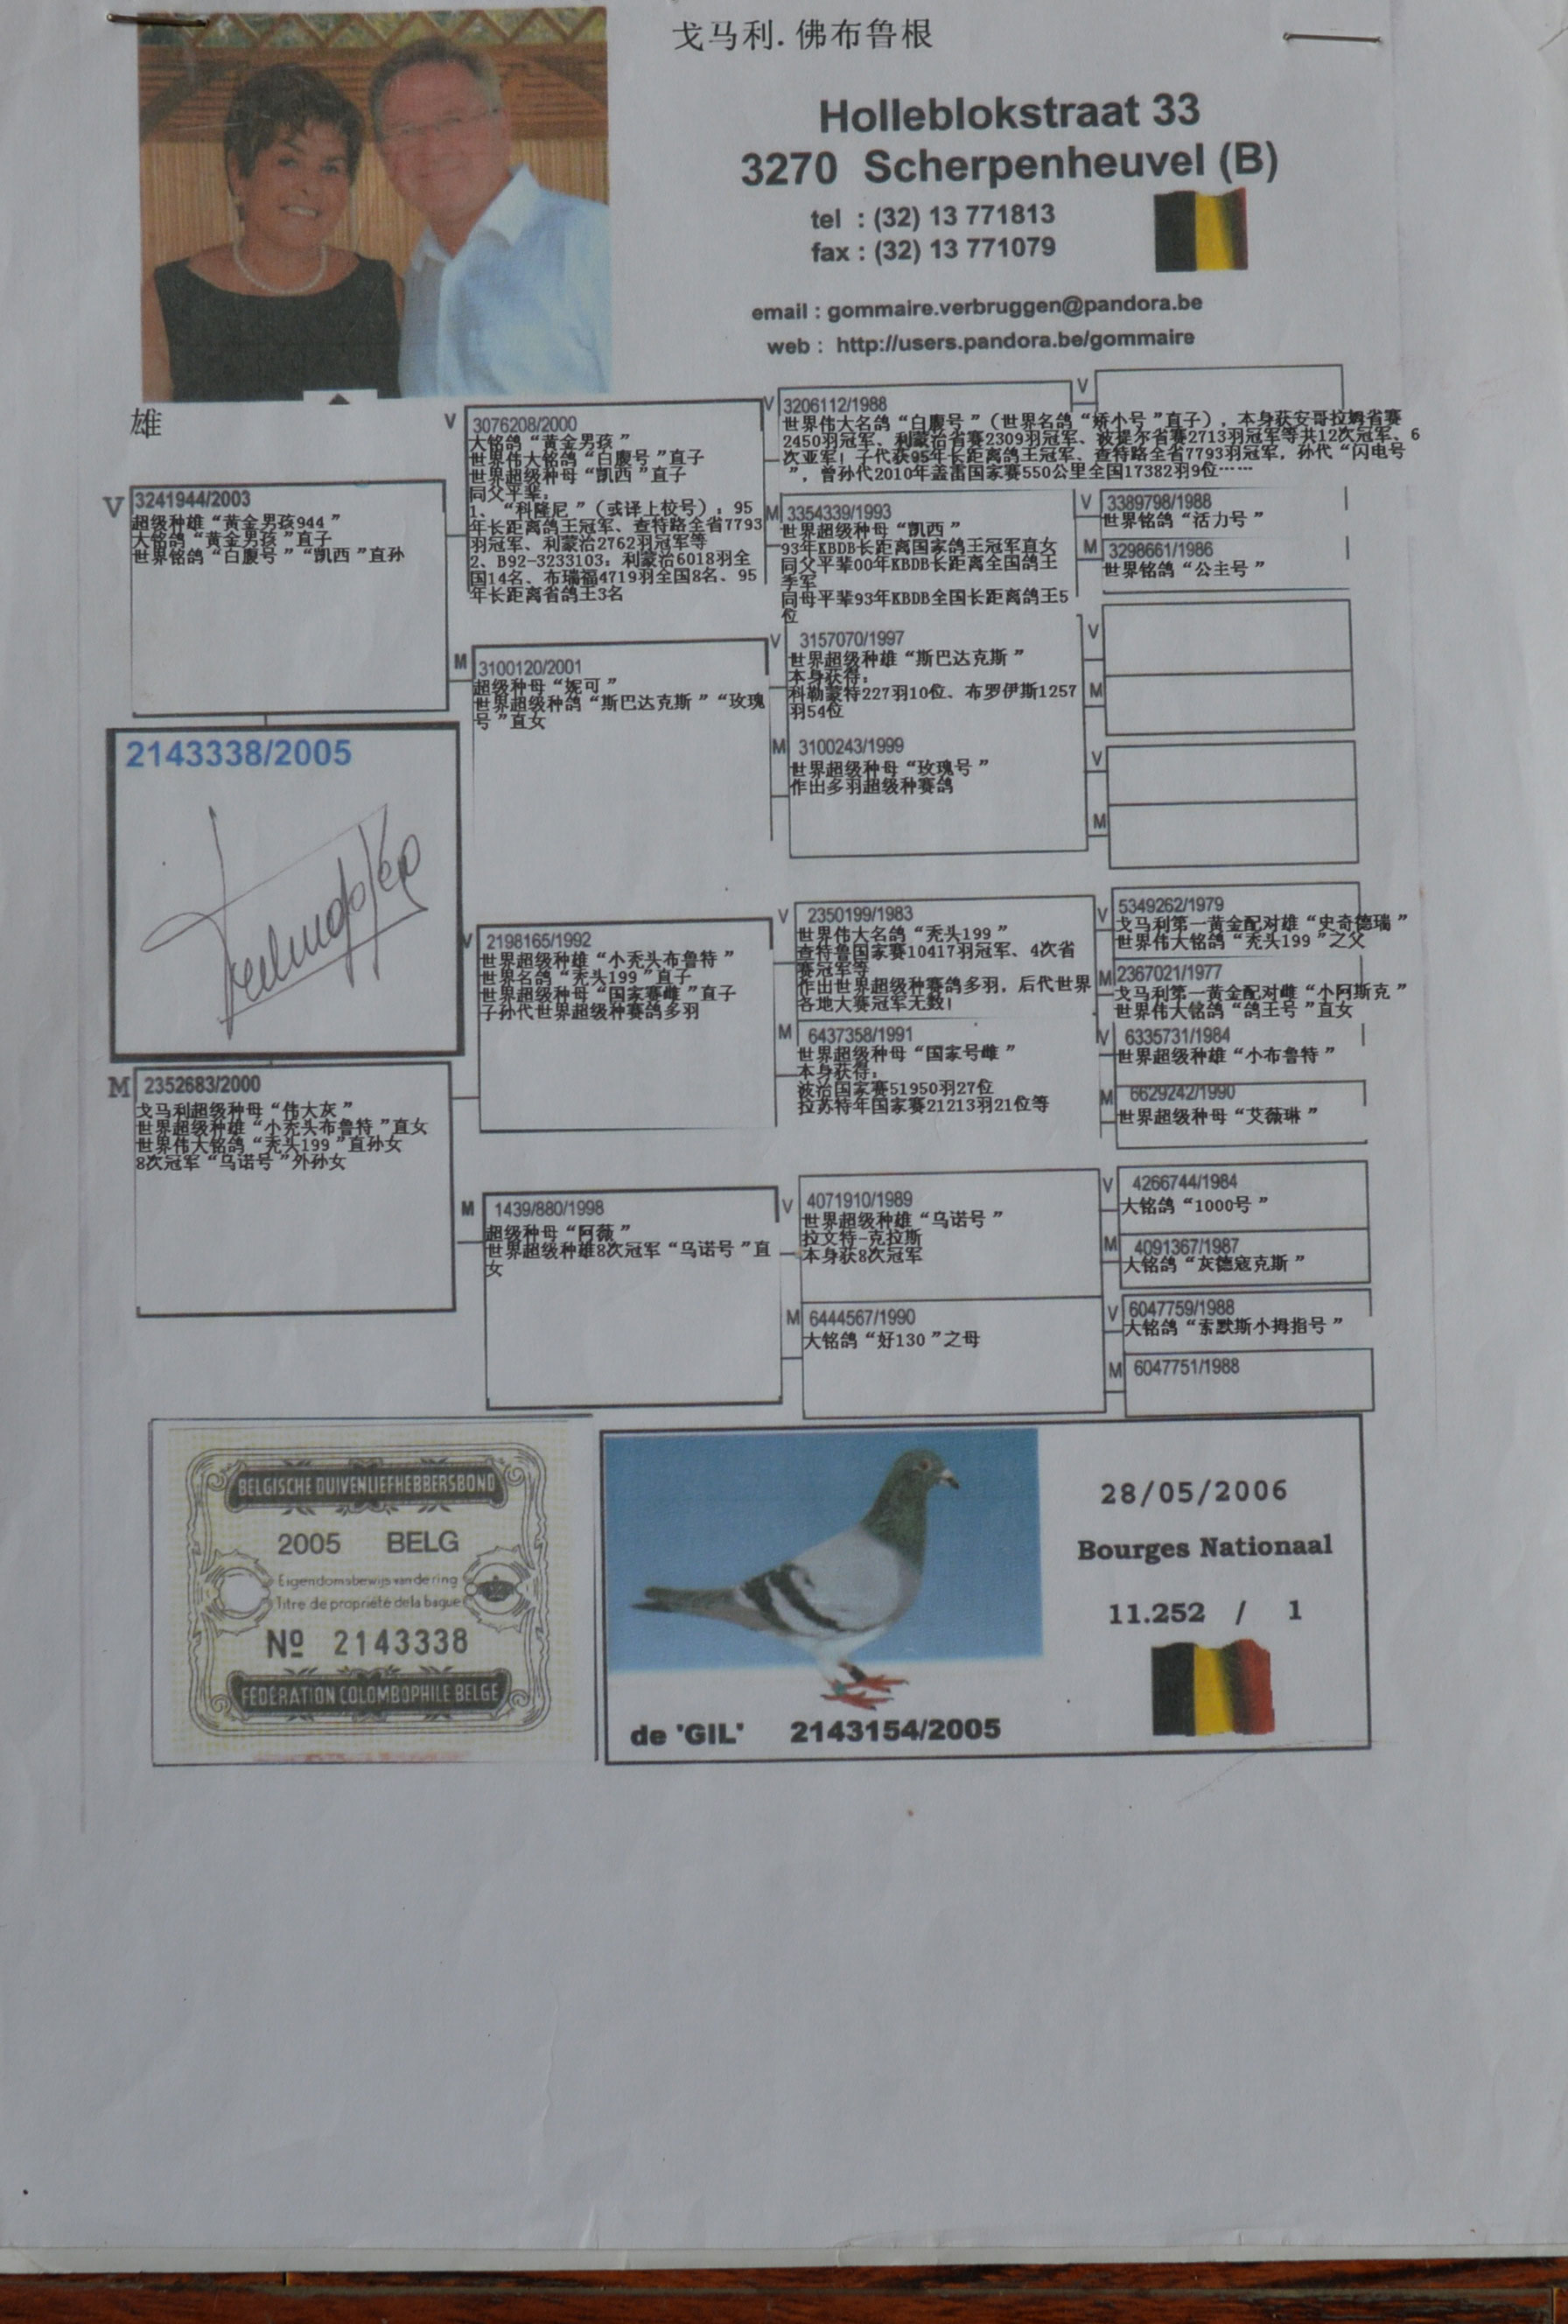 戈马利.佛布鲁根
Holleblokstraat 33
3270 Scherpenheuvel (B)
tel : (32) 13 771813
fax : (32) 13 771079
email : gommaire.verbruggen@pandora.be
web : http://users.pandora.be/gommaire
雄
V
3241944/2003
超级种雄“黄金男孩944”
大铭鸽“黄金男孩”直子
世界铭鸽“白腹号”“凯西”直孙
2143338/2005
M
2352683/2000
戈马利超级种母“伟大灰”
世界超级种雄“小秃头布鲁特”直女
世界伟大铭鸽“秃头199”直孙女
8次冠军“乌诺号”外孙女
V
3076208/2000
大铭鸽“黄金男孩”
世界伟大铭鸽“白腹号”直子
世界超级种母“凯西”直子
同父平辈：
1、“科隆尼”（或译上校号）：95
年长距离鸽王冠军、查特路全省7793
羽冠军、利蒙治2762羽冠军等
2、B92-3233103：利蒙治6018羽全
国14名、布瑞福4719羽全国8名、95
年长距离省鸽王3名
M
3100120/2001
超级种母“妮可”
世界超级种鸽“斯巴达克斯”“玫瑰
号”直女
V
2198165/1992
世界超级种雄“小秃头布鲁特”
世界名鸽“秃头199”直子
世界超级种母“国家赛雌”直子
子孙代世界超级种赛鸽多羽
M
1439/880/1998
超级种母“阿薇”
世界超级种雄8次冠军“乌诺号”直
女
V
3206112/1988
世界伟大名鸽“白腹号”（世界名鸽“娇小号”直子），本身获安哥拉姆省赛
2450羽冠军、利蒙治省赛2309羽冠军、波提尔省赛2713羽冠军等共12次冠军、6
次亚军！子代获95年长距离鸽王冠军、查特路全省7793羽冠军，孙代“闪电号
”，曾孙代2010年盖雷国家赛550公里全国17382羽9位……
M
3354339/1993
世界超级种母“凯西”
93年KBDB长距离国家鸽王冠军直女
同父平辈00年KBDB长距离全国鸽王
季军
同母平辈93年KBDB全国长距离鸽王5
位
V
3157070/1997
世界超级种雄“斯巴达克斯”
本身获得：
科勒蒙特227羽10位、布罗伊斯1257
羽54位
M
3100243/1999
世界超级种母“玫瑰号”
作出多羽超级种赛鸽
V
2350199/1983
世界伟大名鸽“秃头199”
查特鲁国家赛10417羽冠军、4次省
赛冠军等
作出世界超级种赛鸽多羽，后代世界
各地大赛冠军无数！
M
6437358/1991
世界超级种母“国家号雌”
本身获得：
波治国家赛51950羽27位
拉苏特年国家赛21213羽21位等
V
4071910/1989
世界超级种雄“乌诺号”
拉文特-克拉斯
本身获8次冠军
M
6444567/1990
大铭鸽“好130”之母
V
V
3389798/1988
世界铭鸽“活力号”
M
3298661/1986
世界铭鸽“公主号”
V
M
V
M
V
5349262/1979
戈马利第一黄金配对雄“史奇德瑞”
世界伟大铭鸽“秃头199”之父
M
2367021/1977
戈马利第一黄金配对雌“小阿斯克”
世界伟大铭鸽“鸽王号”直女
V
6335731/1984
世界超级种雄“小布鲁特”
M
6629242/1990
世界超级种母“艾薇琳”
V
4266744/1984
大铭鸽“1000号”
M
4091367/1987
大铭鸽“灰德寇克斯”
V
6047759/1988
大铭鸽“索默斯小拇指号”
M
6047751/1988
BELGISCHE DUIVENLIEFHEBBERSBOND
2005 BELG
Eigendomsbewijs van de ring
Titre de propriété de la bague
Nº 2143338
FEDERATION COLOMBOPHILE BELGE
28/05/2006
Bourges Nationaal
11.252 / 1
de 'GIL' 2143154/2005